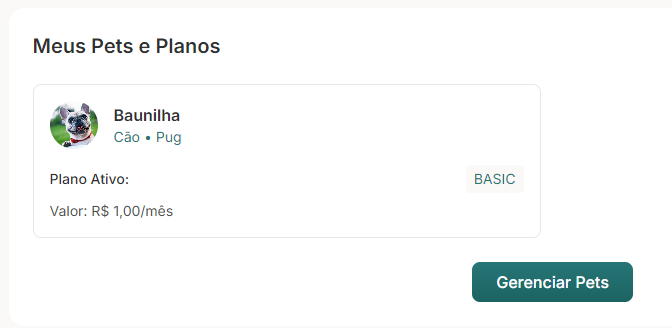 Meus Pets e Planos
Baunilha
Cão • Pug
Plano Ativo: BASIC
Valor: R$ 1,00/mês
Gerenciar Pets